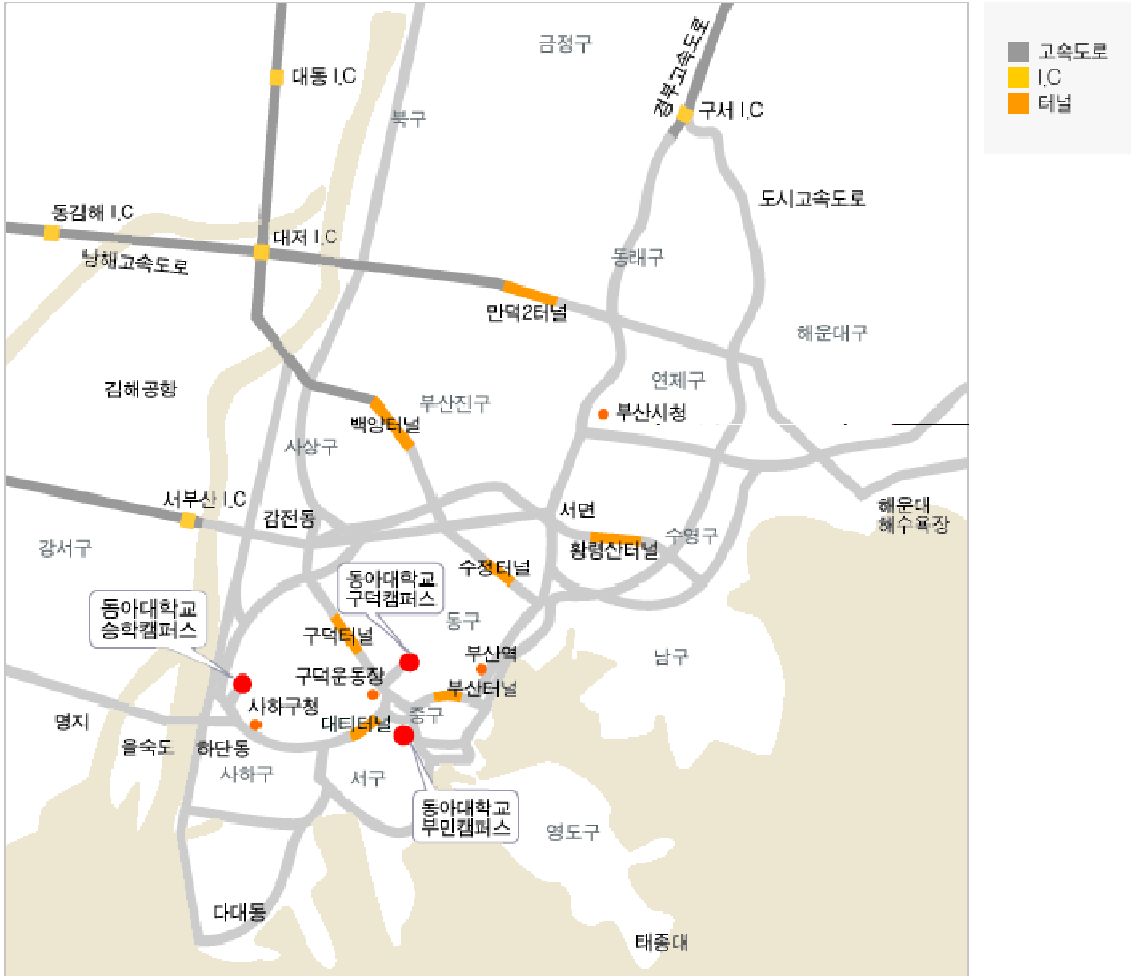 금정구
경부고속도로
고속도로
I.C
터널
대동 I.C
구서 I.C
북구
도시고속도로
동김해 I.C
대저 I.C
남해고속도로
동래구
만덕2터널
해운대구
김해공항
연제구
부산진구
부산시청
백양터널
사상구
서부산 I.C
감전동
서면
해운대
해수욕장
강서구
황령산터널
수영구
수정터널
동아대학교
구덕캠퍼스
동아대학교
승학캠퍼스
동구
구덕터널
부산역
남구
구덕운동장
부산터널
사하구청
중구
명지
대티터널
을숙도
하단동
사하구
서구
동아대학교
부민캠퍼스
영도구
다대동
태종대